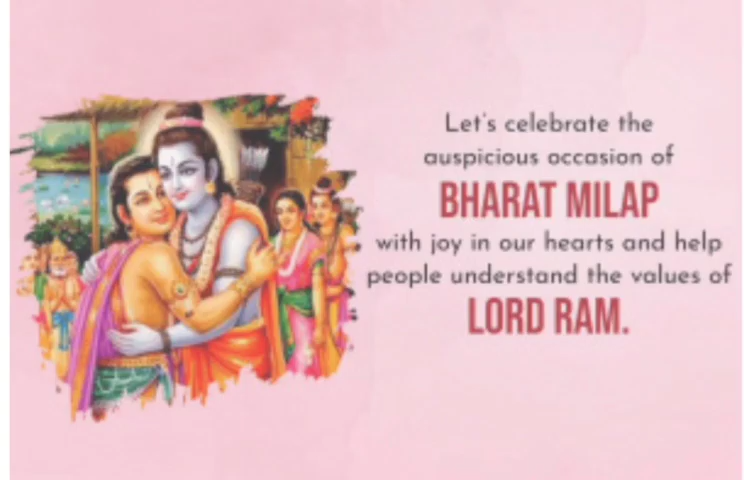 Let's celebrate the
auspicious occasion of
BHARAT MILAP
with joy in our hearts and help
people understand the values of
LORD RAM.